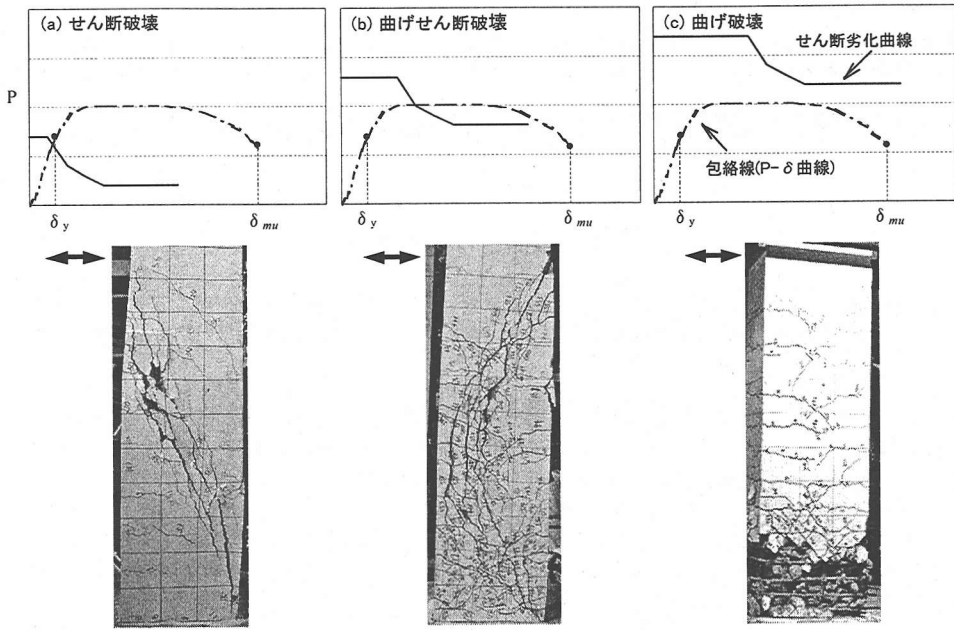 (a) せん断破壊
(b) 曲げせん断破壊
(c) 曲げ破壊
せん断劣化曲線
P
包絡線(P-δ曲線)
δy
δmu
δy
δmu
δy
δmu